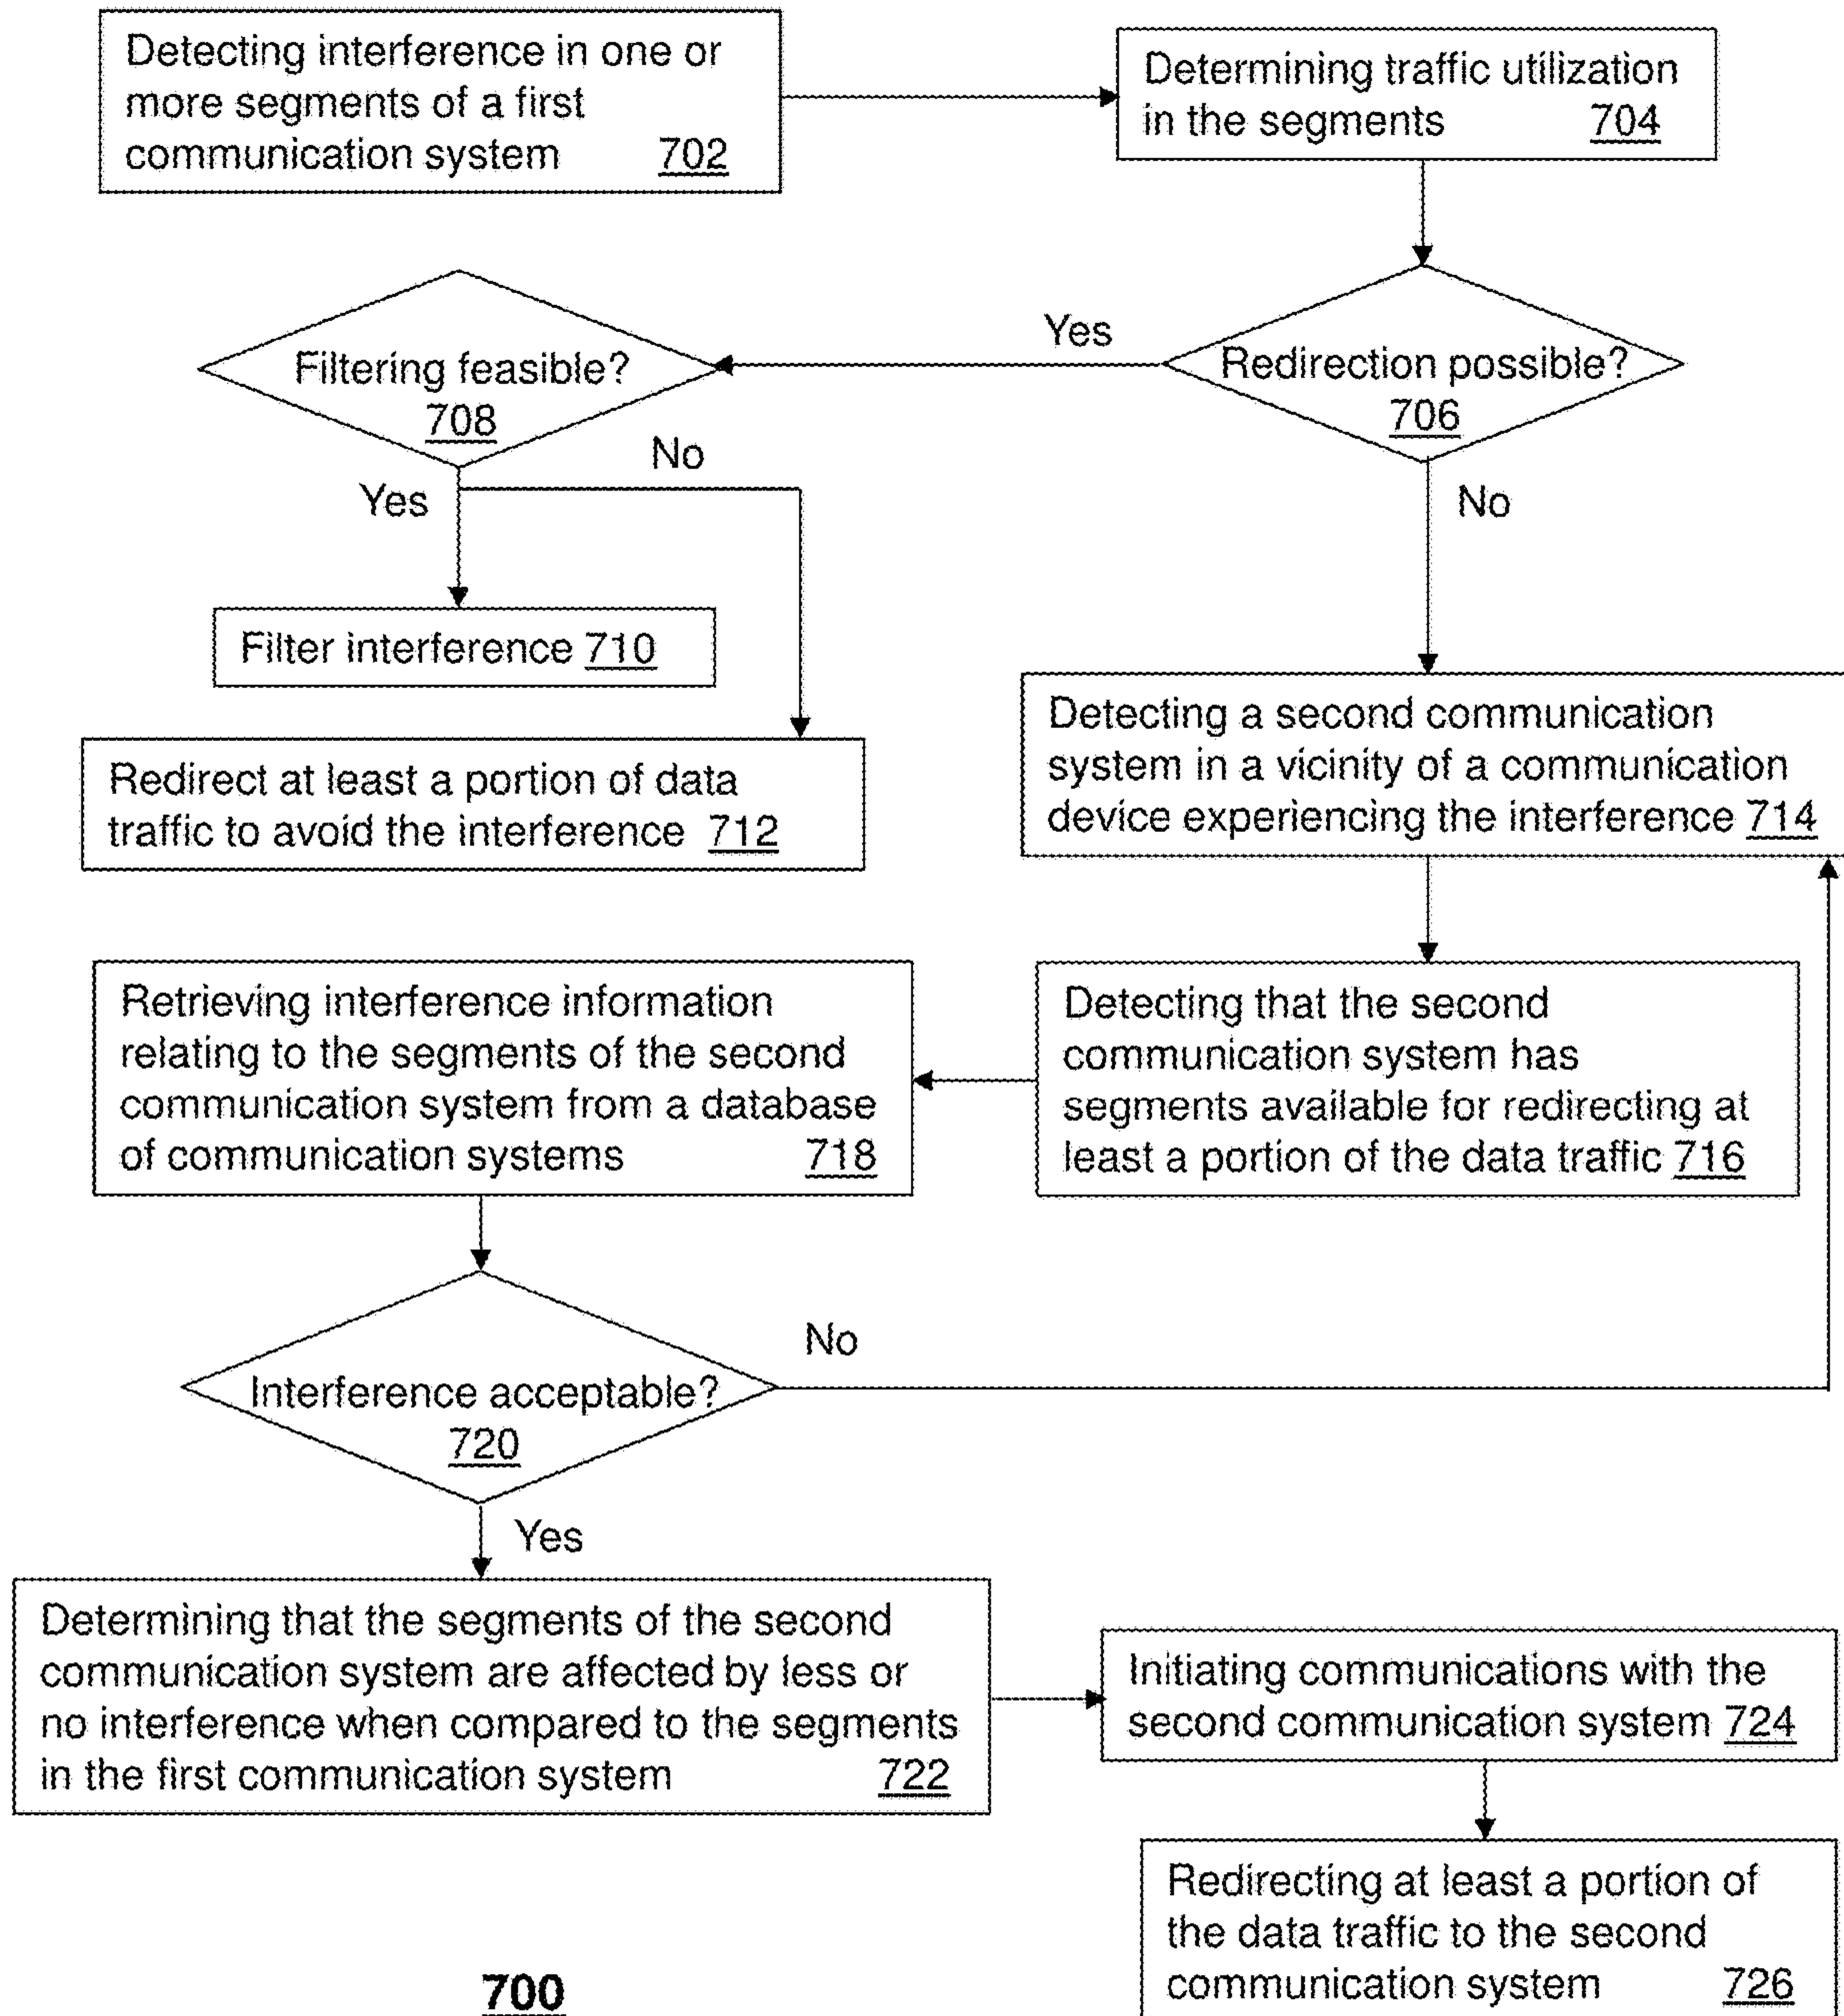 Detecting interference in one or
more segments of a first
communication system 702
Determining traffic utilization
in the segments 704
Redirection possible?
706
Yes
No
Filtering feasible?
708
Yes
No
Filter interference 710
Redirect at least a portion of data
traffic to avoid the interference 712
Detecting a second communication
system in a vicinity of a communication
device experiencing the interference 714
Detecting that the second
communication system has
segments available for redirecting at
least a portion of the data traffic 716
Retrieving interference information
relating to the segments of the second
communication system from a database
of communication systems 718
Interference acceptable?
720
No
Yes
Determining that the segments of the second
communication system are affected by less or
no interference when compared to the segments
in the first communication system 722
Initiating communications with the
second communication system 724
Redirecting at least a portion of
the data traffic to the second
communication system 726
700